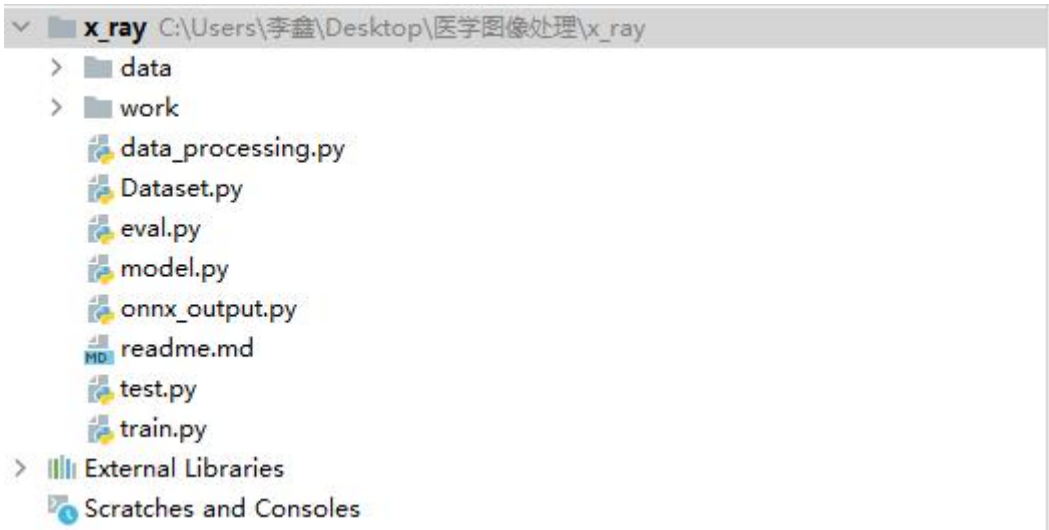 x_ray C:\Users\李鑫\Desktop\医学图像处理\x_ray
data
work
data_processing.py
Dataset.py
eval.py
model.py
onnx_output.py
MD readme.md
test.py
train.py
External Libraries
Scratches and Consoles